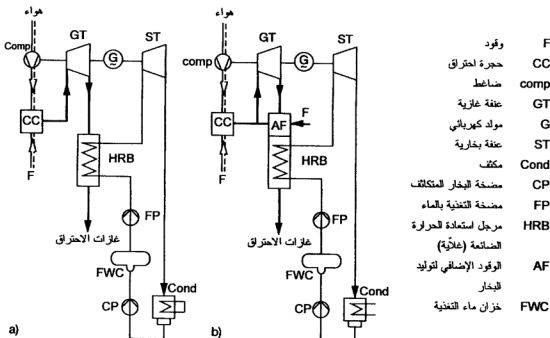 هواء
GT
ST
Comp
G
CC
F
HRB
FP
غازات الاحتراق
FWC
Cond
CP
a)
هواء
GT
ST
comp
G
CC
AF
F
F
HRB
FP
غازات الاحتراق
FWC
Cond
CP
b)
F وقود
CC حجرة احتراق
comp ضاغط
GT عنفة غازية
G مولد كهربائي
ST عنفة بخارية
Cond مكثف
CP مضخة البخار المتكاثف
FP مضخة التغذية بالماء
HRB مرجل استعادة الحرارة
الضائعة (غلاّية)
AF الوقود الإضافي لتوليد
البخار
FWC خزان ماء التغذية